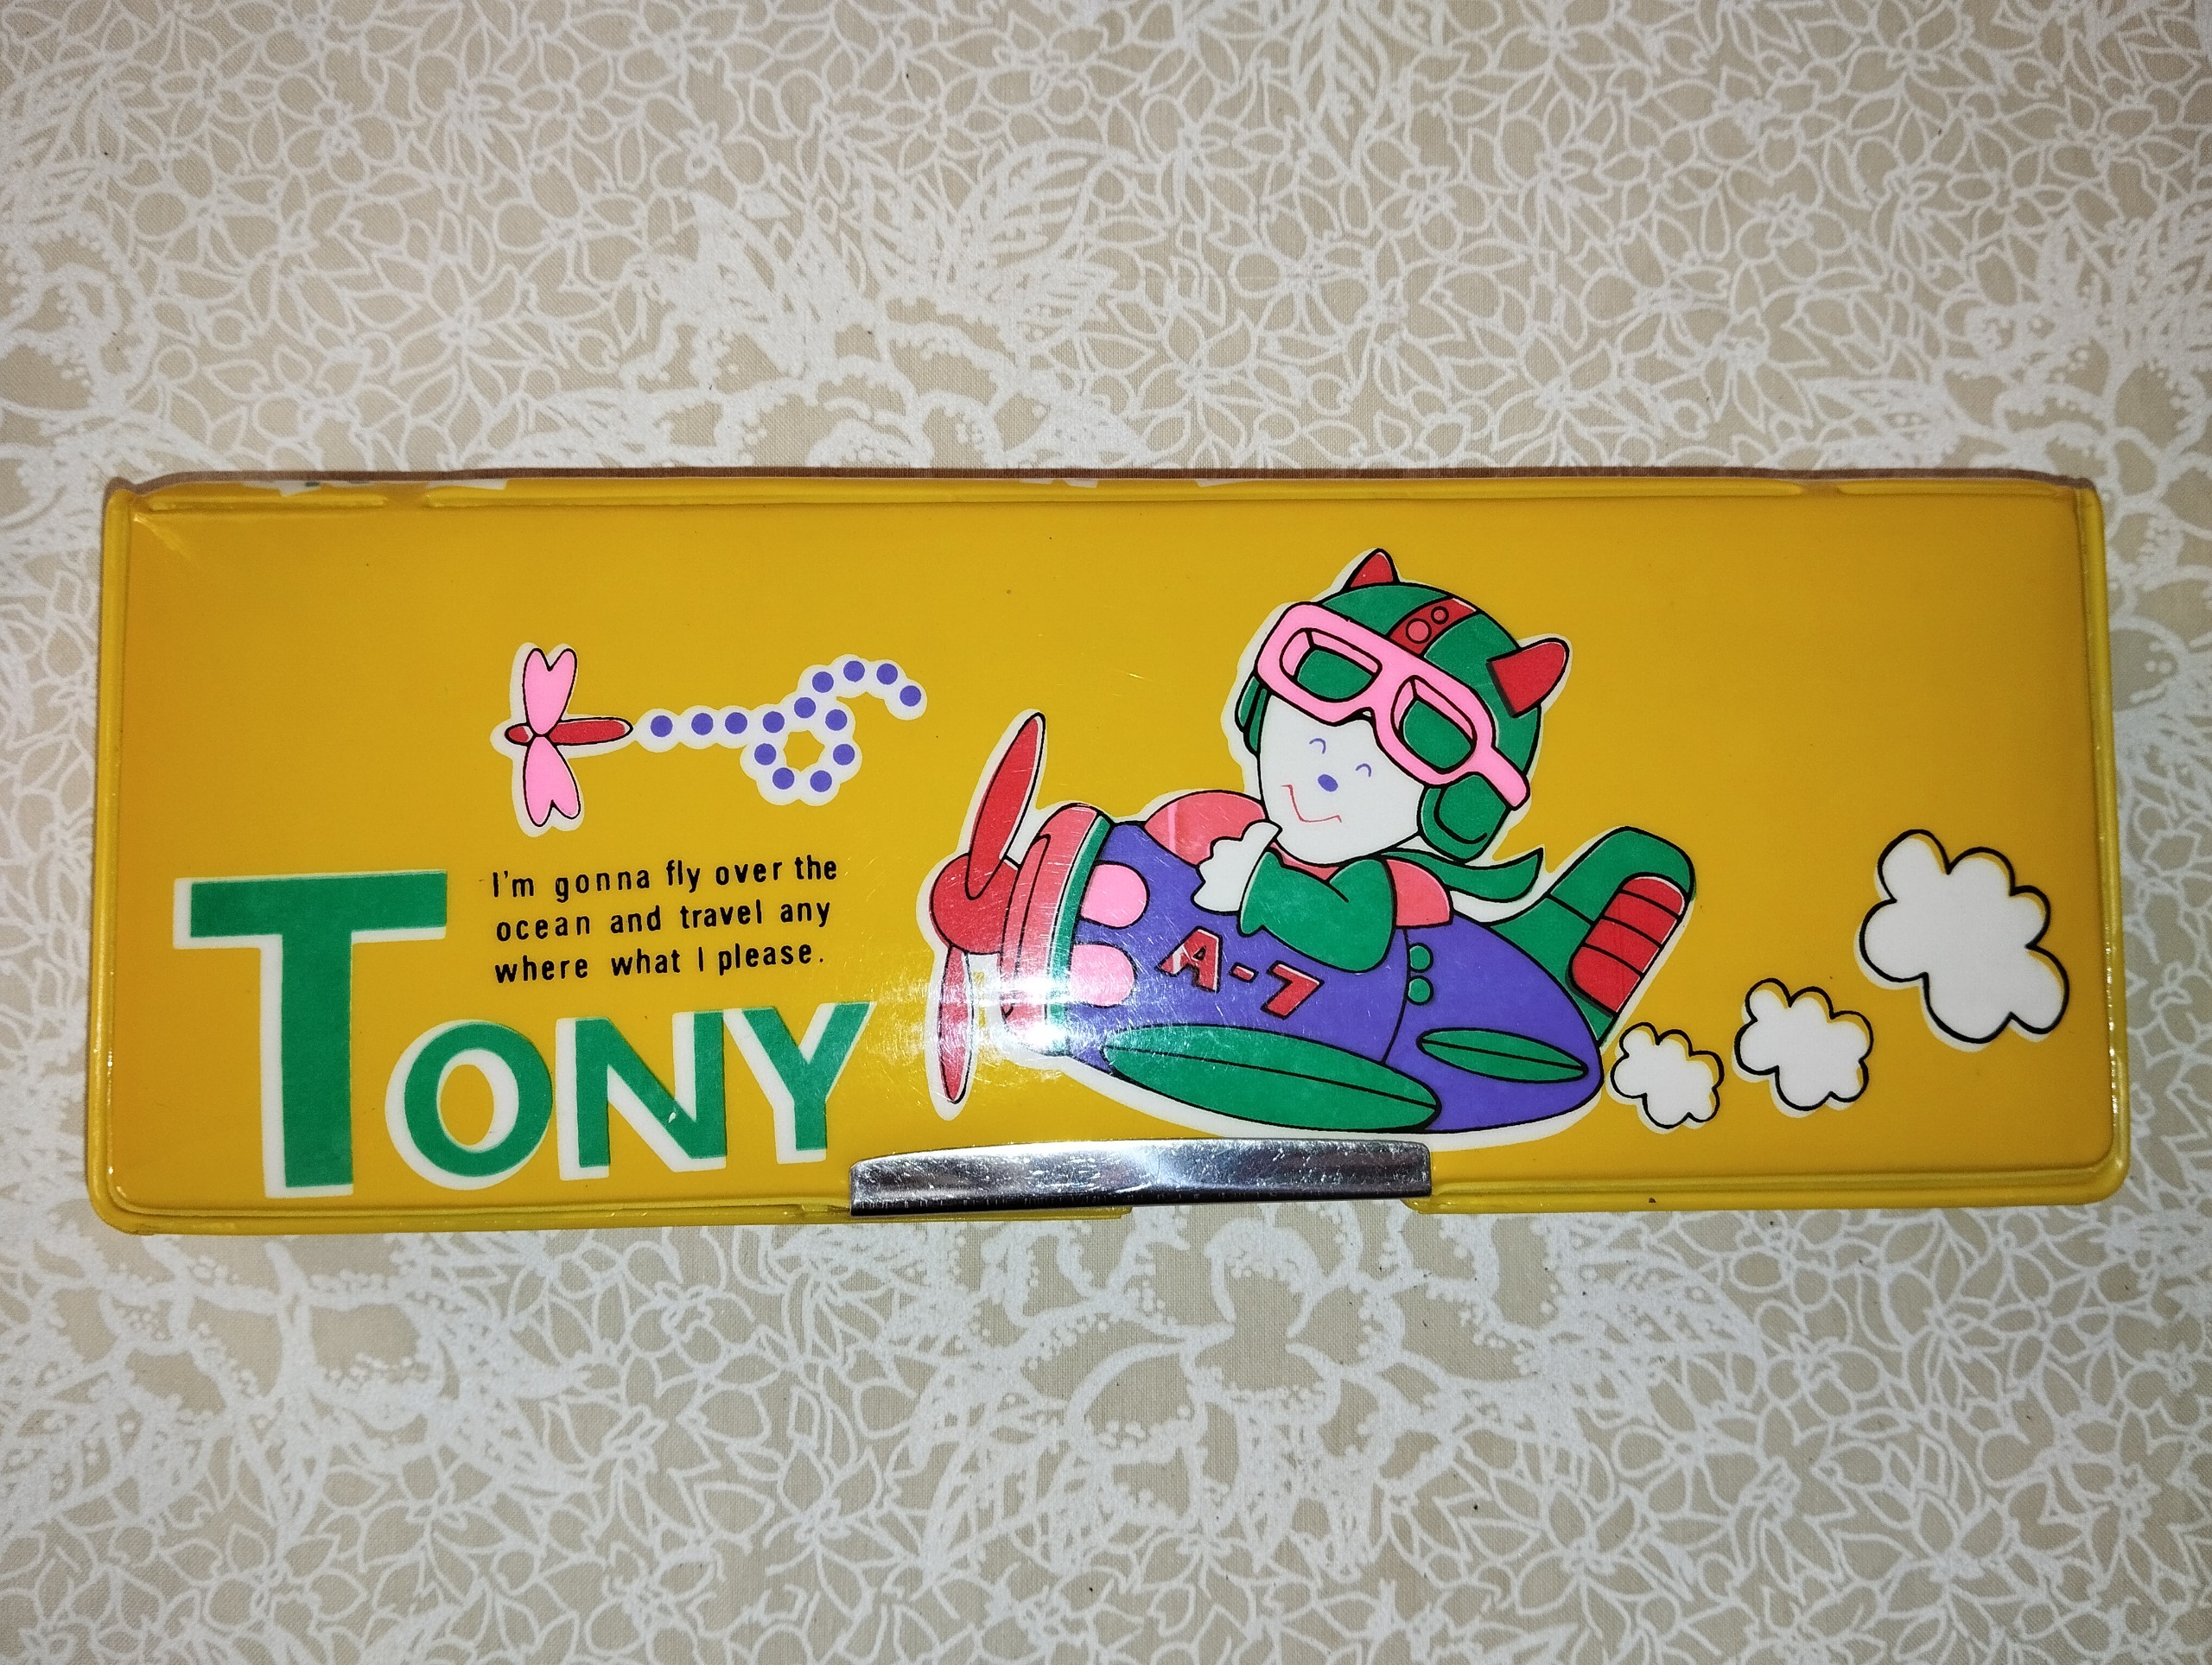 I'm gonna fly over the
ocean and travel any
where what I please.
TONY
A-7